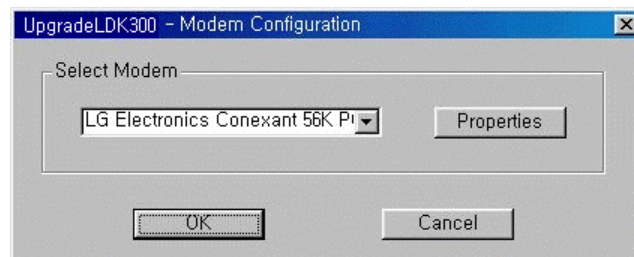 UpgradeLDK300 - Modem Configuration
Select Modem
LG Electronics Conexant 56K
Properties
OK
Cancel